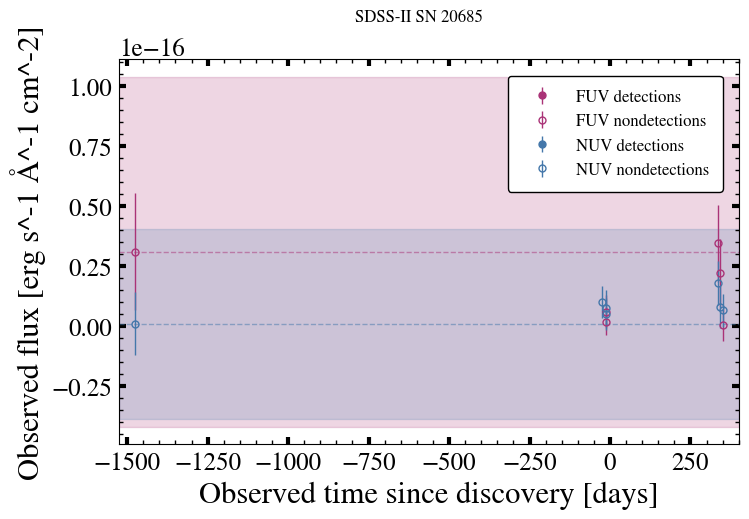 SDSS-II SN 20685
1e−16
Observed flux [erg s^-1 Å^-1 cm^-2]
1.00
0.75
0.50
0.25
0.00
−0.25
FUV detections
FUV nondetections
NUV detections
NUV nondetections
−1500 −1250 −1000 −750 −500 −250 0 250
Observed time since discovery [days]